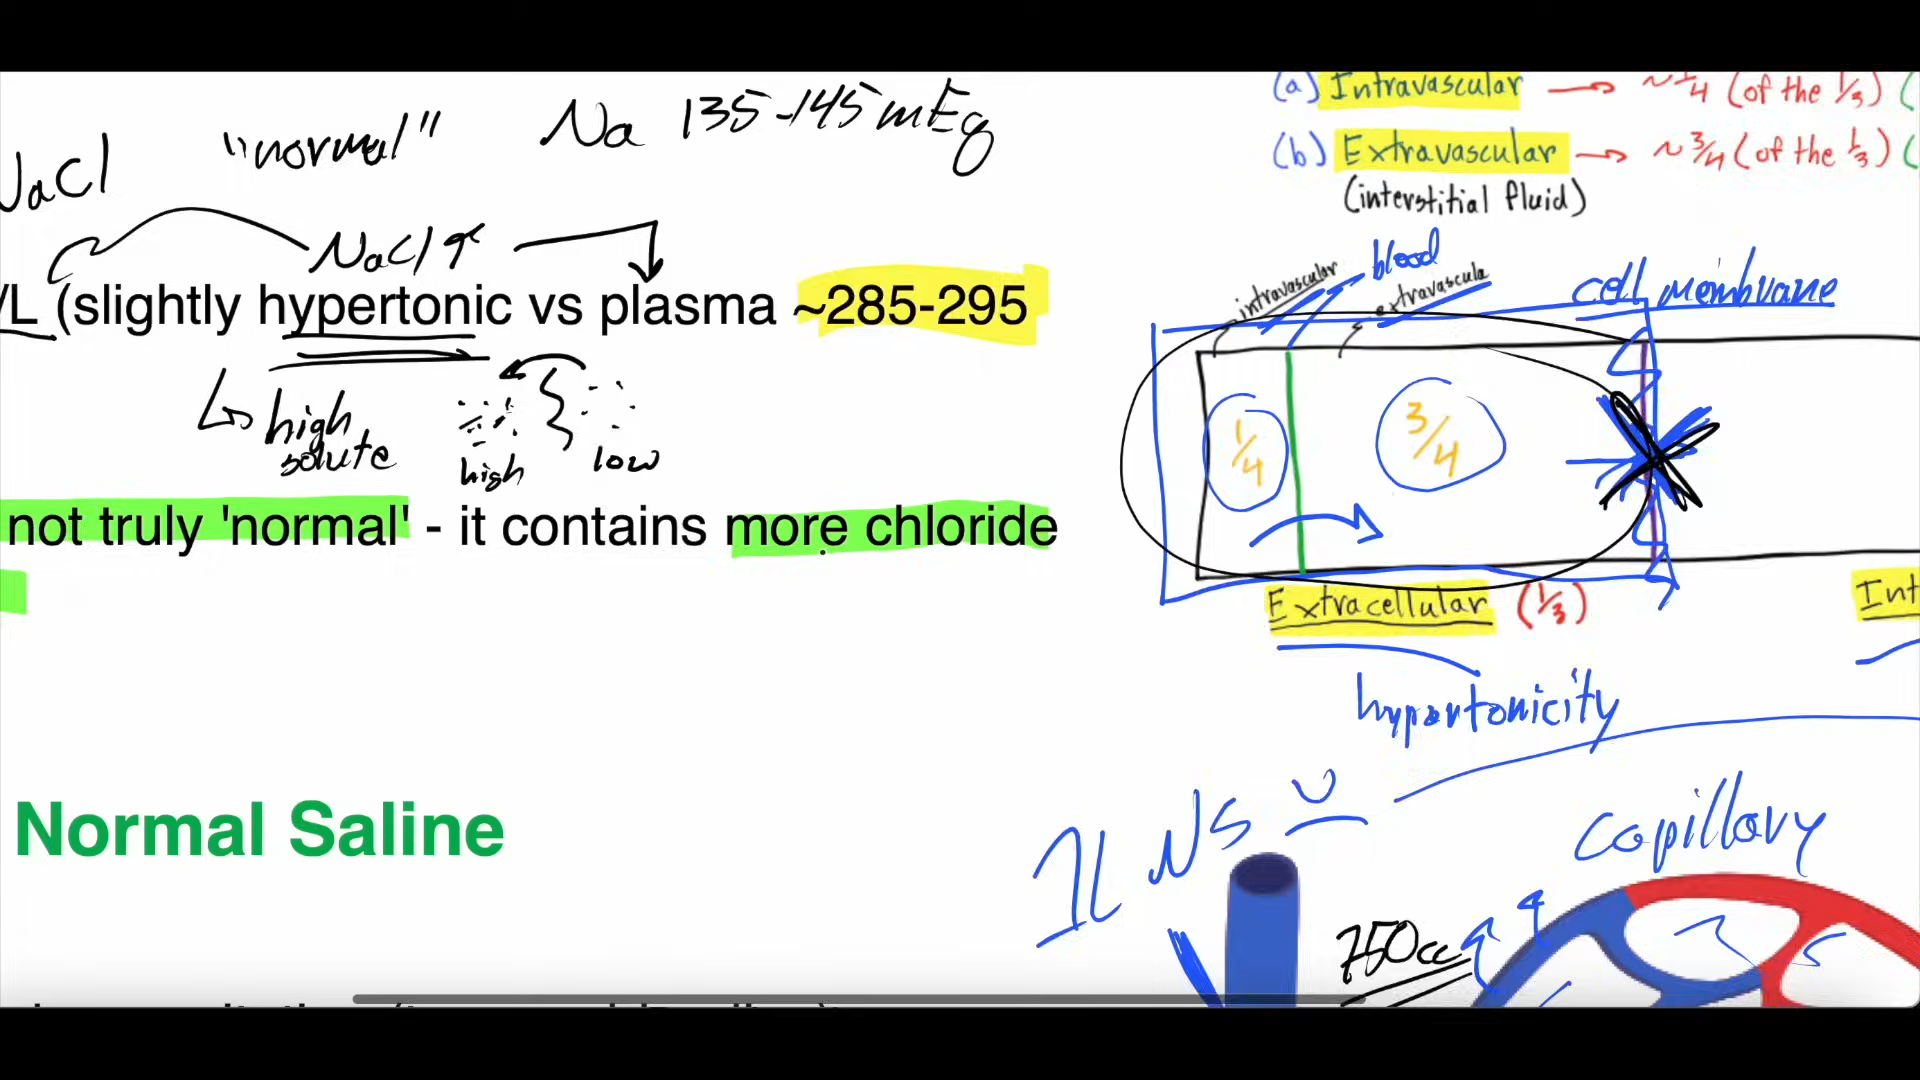 "normal" Na 135-145 mEq
NaCl
NaCl ↑
/L (slightly hypertonic vs plasma ~285-295
↳ high
solute
high
low
not truly 'normal' - it contains more chloride
Normal Saline
(a) Intravascular → ~1/4 (of the 1/3) (
(b) Extravascular → ~3/4 (of the 1/3) (
(interstitial fluid)
blood
intravascular
extravascula
cell membrane
1/4
3/4
Extracellular (1/3)
Int
hypertonicity
1L NS
capillary
750cc